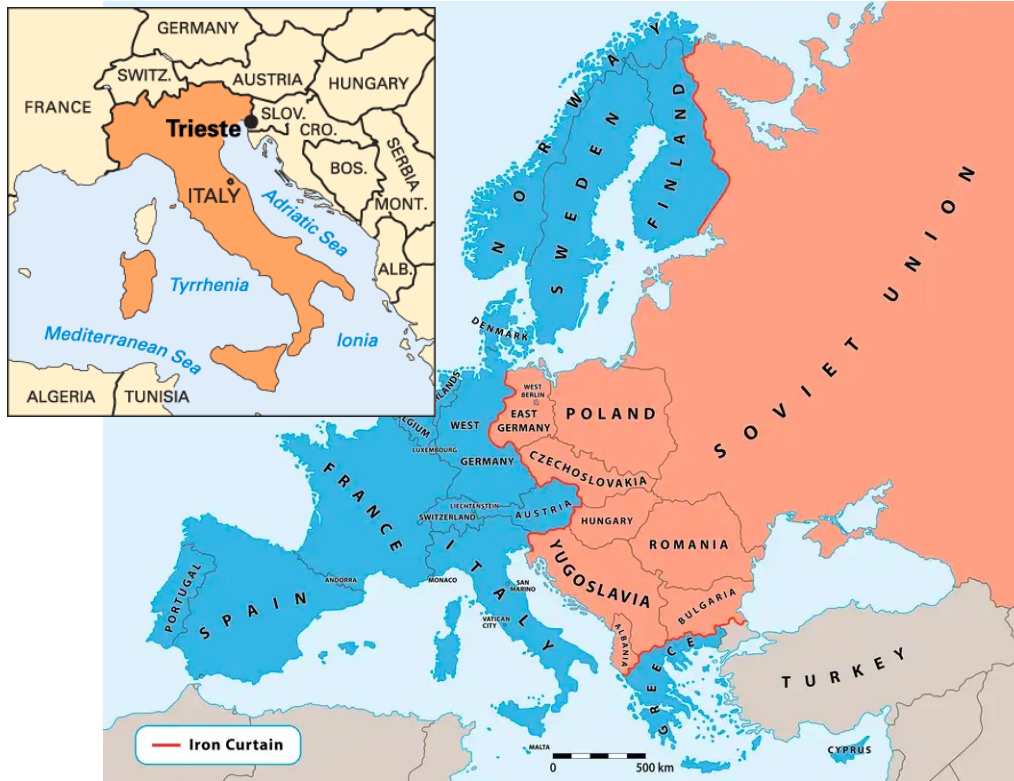 GERMANY
SWITZ.
AUSTRIA
HUNGARY
FRANCE
Trieste
SLOV.
CRO.
BOS.
SERBIA
MONT.
ITALY
Adriatic Sea
ALB.
Tyrrhenia
Mediterranean Sea
Ionia
ALGERIA
TUNISIA
NORWAY
SWEDEN
FINLAND
SOVIET UNION
DENMARK
WEST
BERLIN
EAST
GERMANY
POLAND
WEST
GERMANY
LUXEMBOURG
CZECHOSLOVAKIA
FRANCE
LIECHTENSTEIN
SWITZERLAND
AUSTRIA
HUNGARY
ROMANIA
ITALY
YUGOSLAVIA
BULGARIA
ANDORRA
MONACO
SAN
MARINO
VATICAN
CITY
PORTUGAL
SPAIN
ALBANIA
GREECE
TURKEY
MALTA
CYPRUS
Iron Curtain
0 500 km